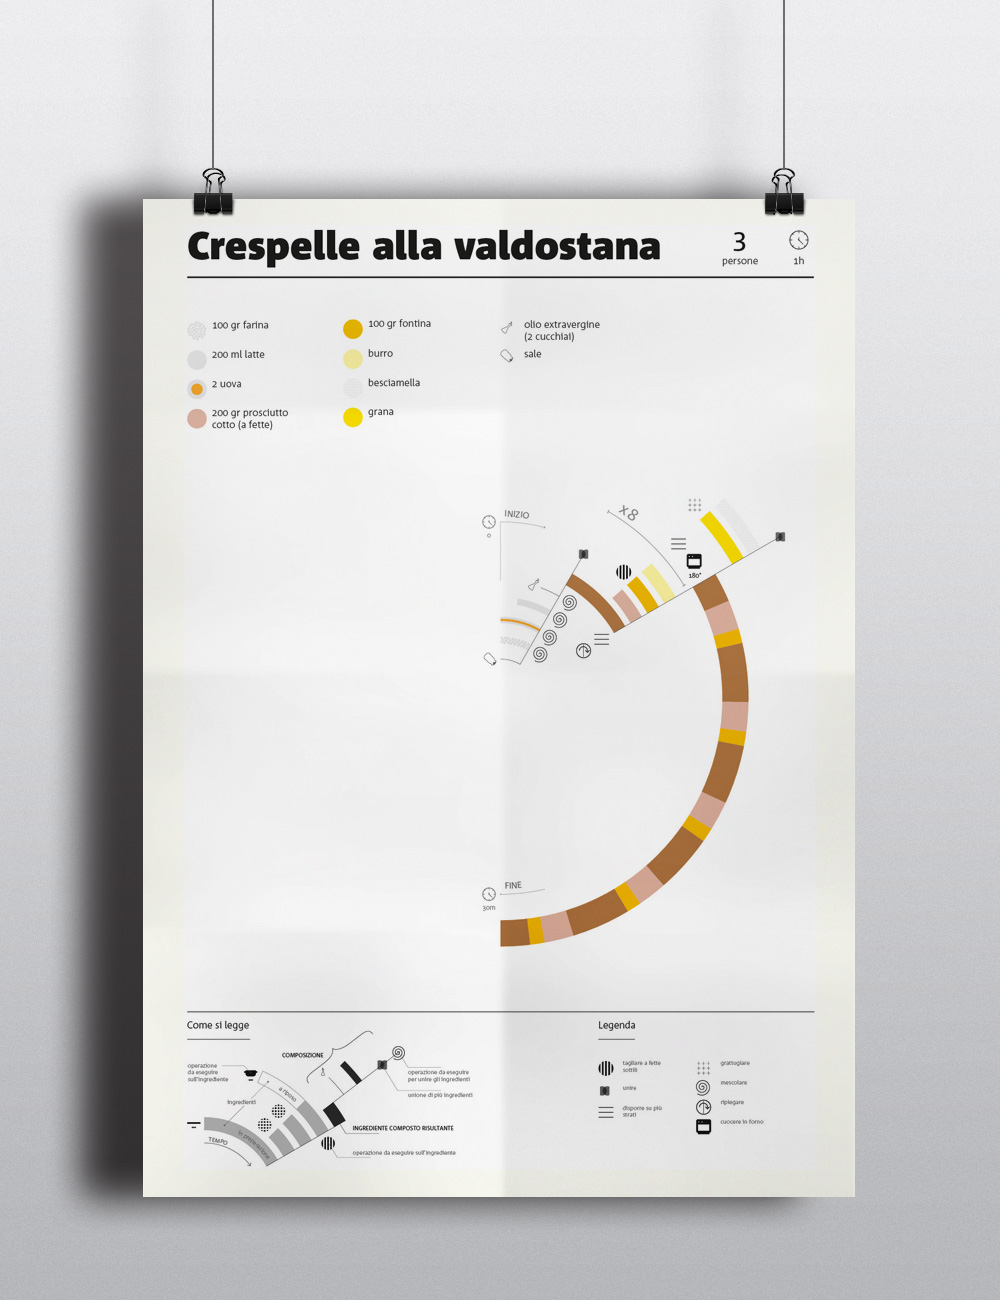 Crespelle alla valdostana
3
persone
1h
100 gr farina
200 ml latte
2 uova
200 gr prosciutto
cotto (a fette)
100 gr fontina
burro
besciamella
grana
olio extravergine
(2 cucchiai)
sale
INIZIO
0
x8
180°
FINE
30m
Come si legge
COMPOSIZIONE
operazione
da eseguire
sull'ingrediente
ingredienti
a riposo
in preparazione
TEMPO
operazione da eseguire
per unire gli ingredienti
unione di più ingredienti
INGREDIENTE COMPOSTO RISULTANTE
operazione da eseguire sull'ingrediente
Legenda
tagliare a fette
sottili
unire
disporre su più
strati
grattugiare
mescolare
ripiegare
cuocere in forno